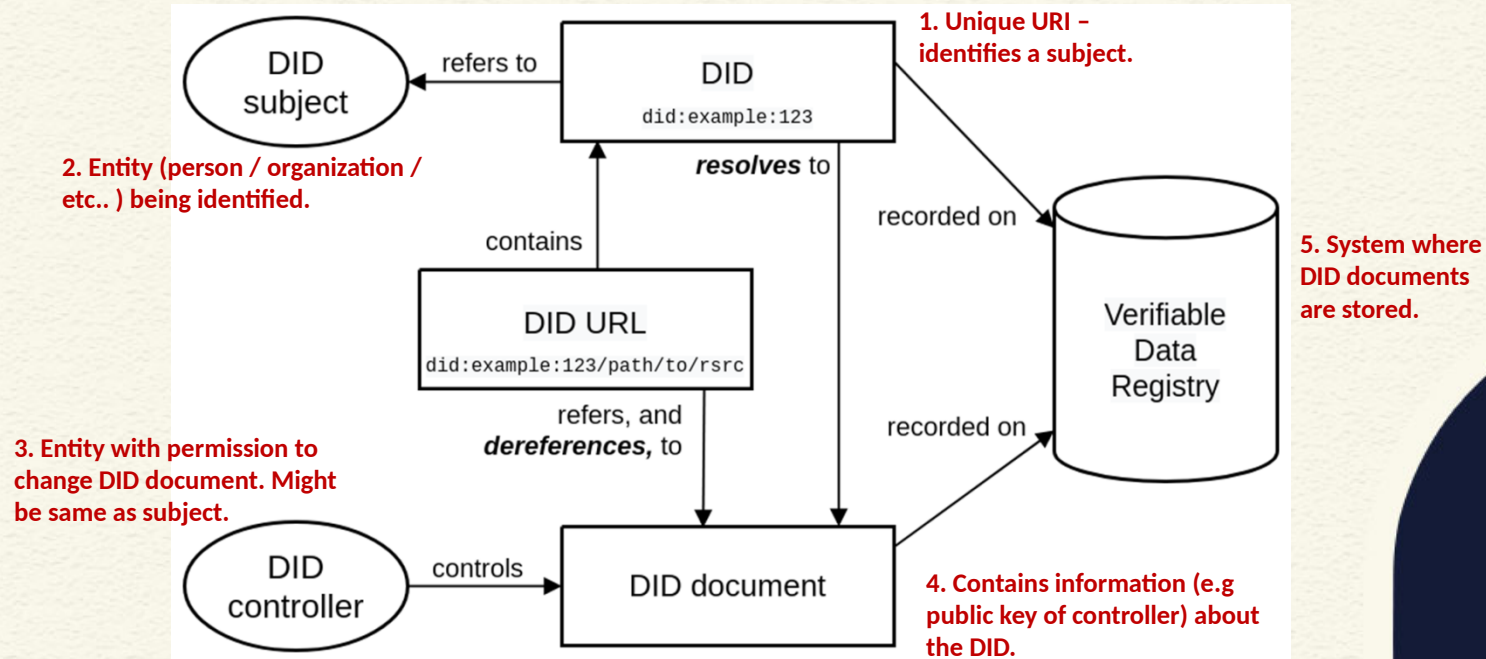 1. Unique URI –
identifies a subject.
DID
subject
refers to
DID
did:example:123
2. Entity (person / organization /
etc.. ) being identified.
resolves to
recorded on
contains
5. System where
DID documents
are stored.
DID URL
did:example:123/path/to/rsrc
Verifiable
Data
Registry
refers, and
dereferences, to
recorded on
3. Entity with permission to
change DID document. Might
be same as subject.
DID
controller
controls
DID document
4. Contains information (e.g
public key of controller) about
the DID.